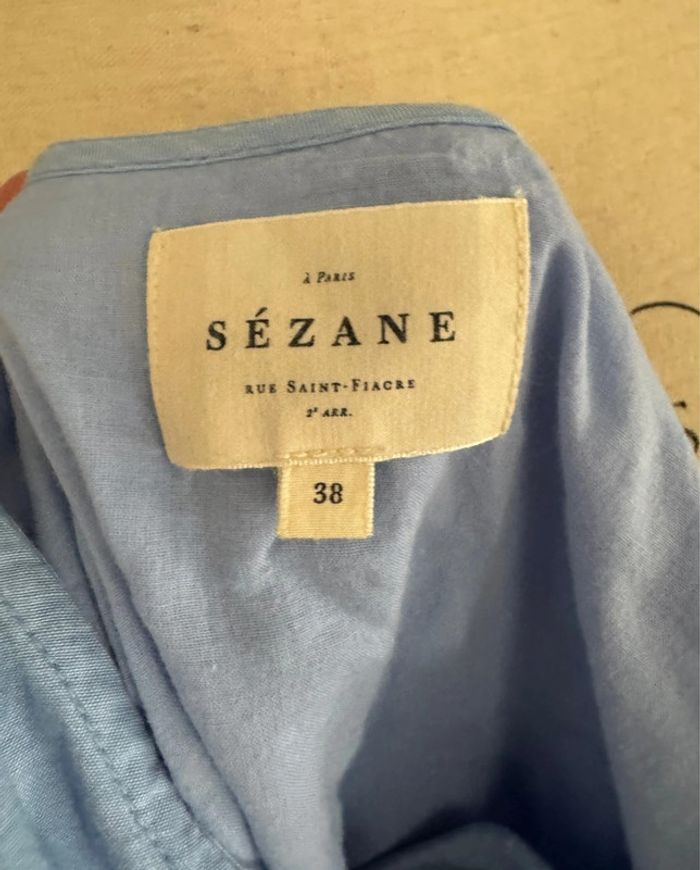 à Paris
SÉZANE
rue Saint-Fiacre
2e arr.
38